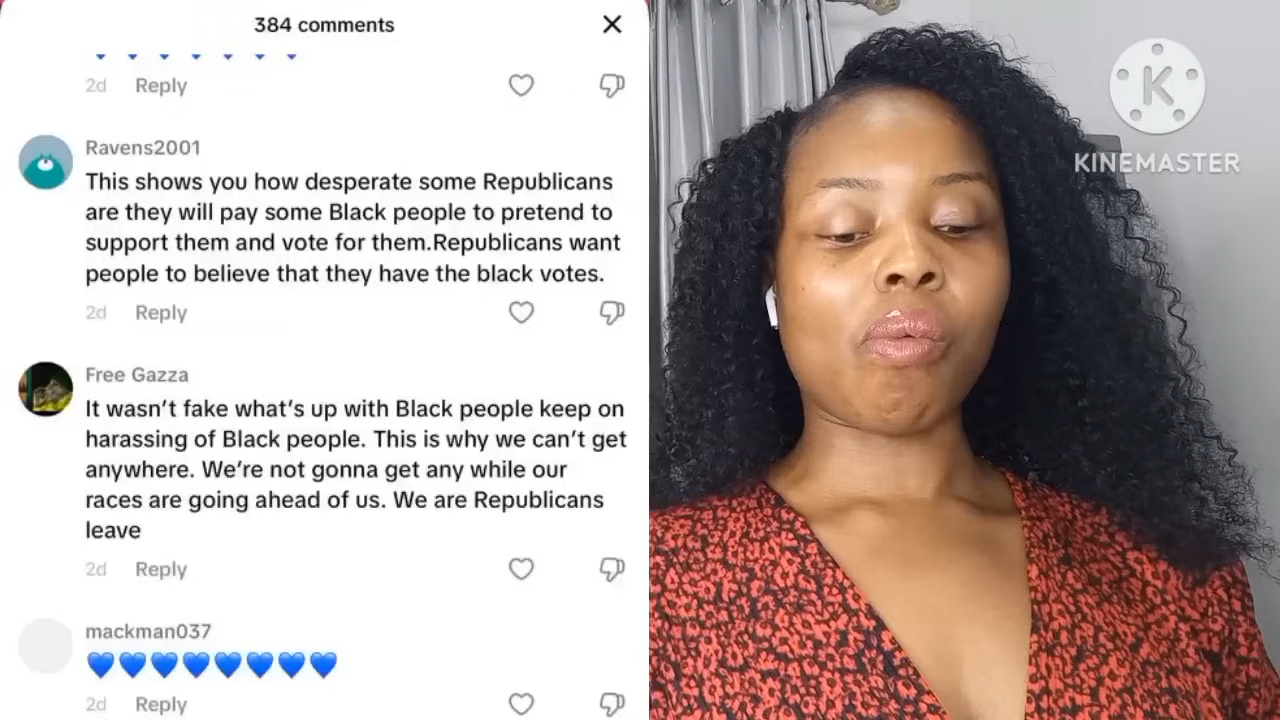 384 comments
2d Reply
Ravens2001
This shows you how desperate some Republicans
are they will pay some Black people to pretend to
support them and vote for them.Republicans want
people to believe that they have the black votes.
2d Reply
Free Gazza
It wasn't fake what's up with Black people keep on
harassing of Black people. This is why we can't get
anywhere. We're not gonna get any while our
races are going ahead of us. We are Republicans
leave
2d Reply
mackman037
💙💙💙💙💙💙💙💙
2d Reply
K
KINEMASTER